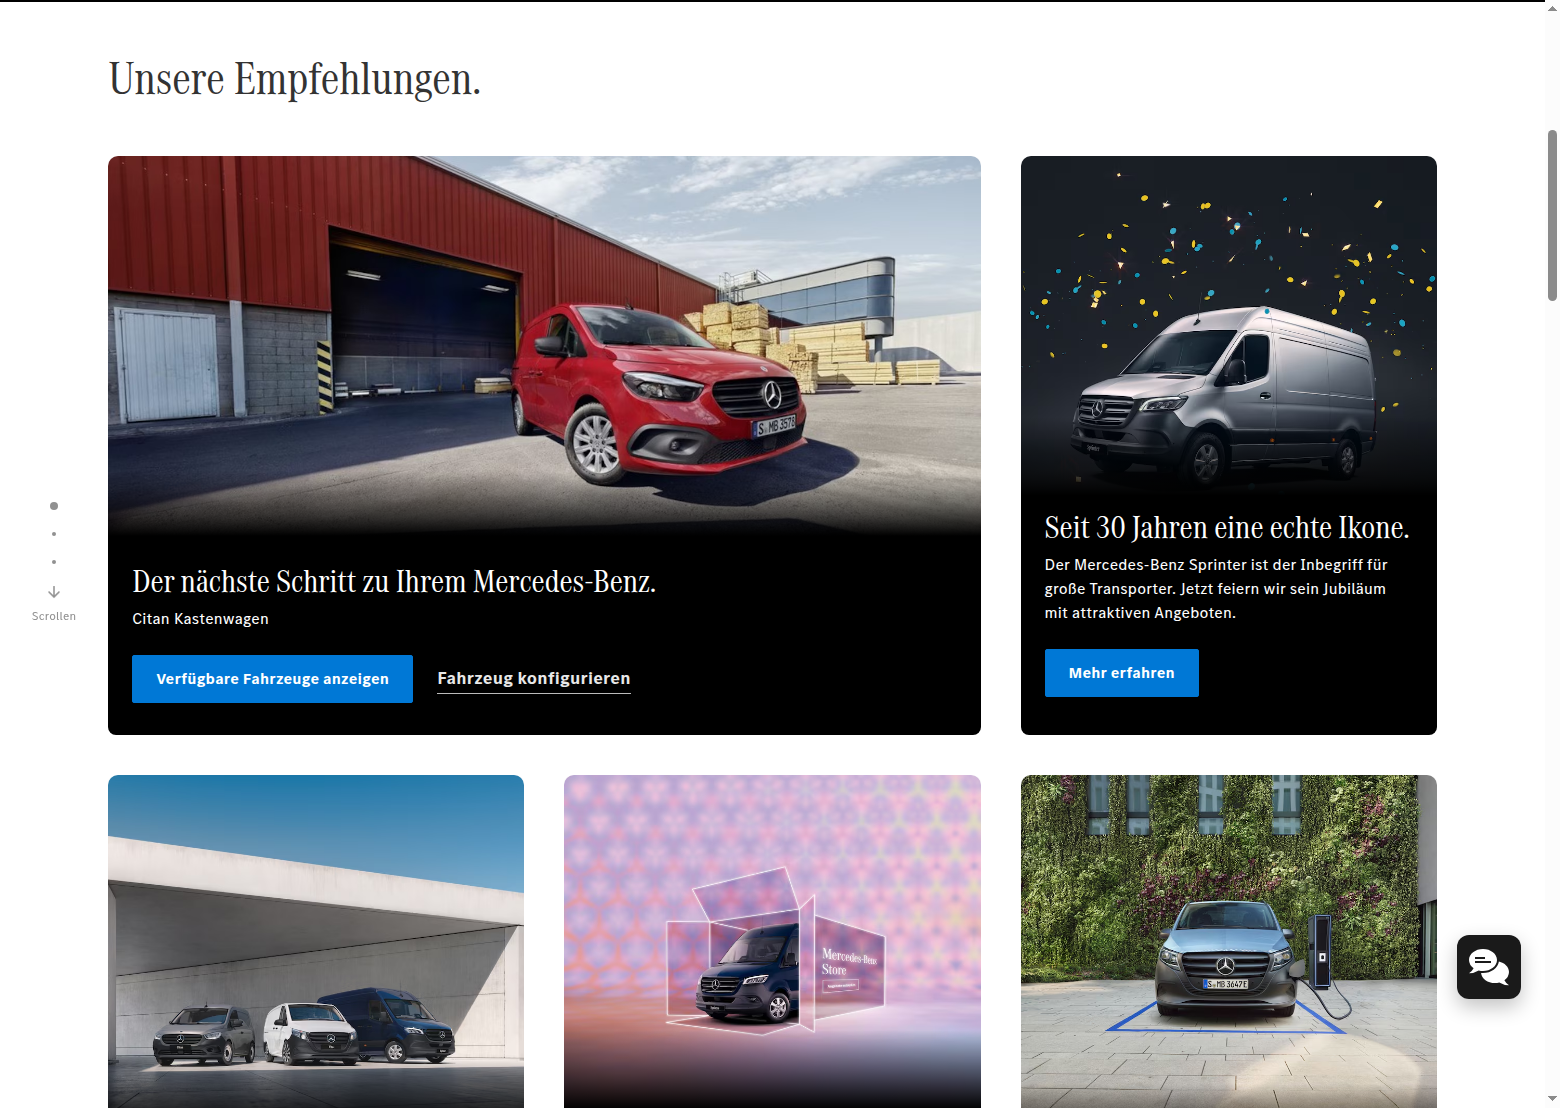 Unsere Empfehlungen.
S MB 3578
Der nächste Schritt zu Ihrem Mercedes-Benz.
Citan Kastenwagen
Verfügbare Fahrzeuge anzeigen
Fahrzeug konfigurieren
Seit 30 Jahren eine echte Ikone.
Der Mercedes-Benz Sprinter ist der Inbegriff für
große Transporter. Jetzt feiern wir sein Jubiläum
mit attraktiven Angeboten.
Mehr erfahren
Scrollen
Mercedes-Benz
Store
S MB 3647E